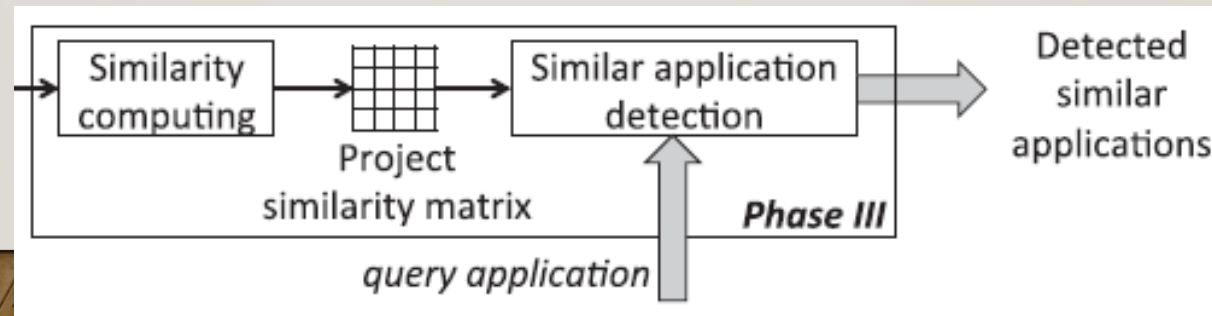 Similarity
computing
Project
similarity matrix
Similar application
detection
Phase III
query application
Detected
similar
applications